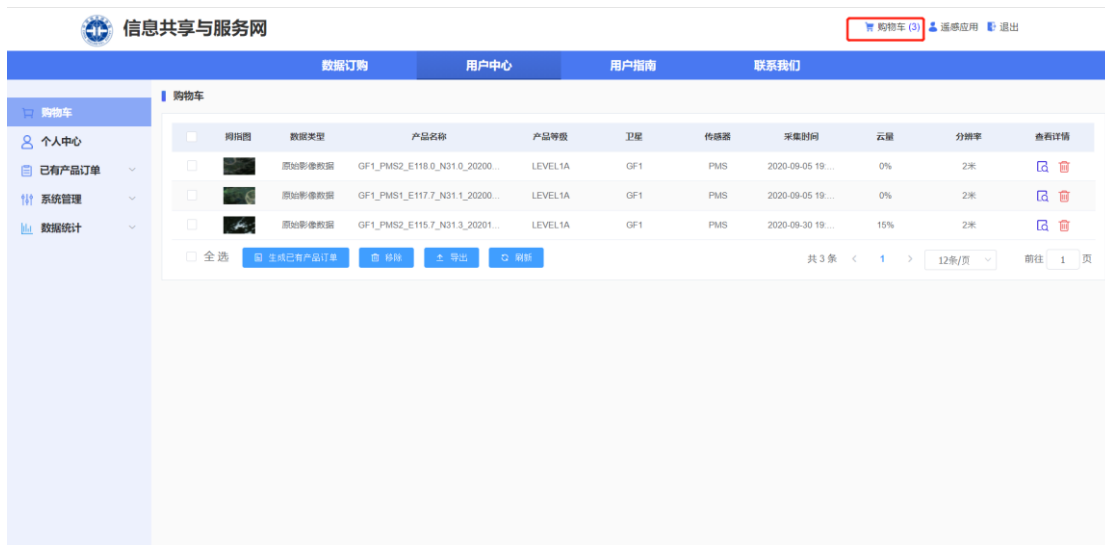 信息共享与服务网
购物车 (3) 遥感应用 退出
数据订购 用户中心 用户指南 联系我们
购物车
个人中心
已有产品订单
系统管理
数据统计
购物车
拇指图 数据类型 产品名称 产品等级 卫星 传感器 采集时间 云量 分辨率 查看详情
原始影像数据 GF1_PMS2_E118.0_N31.0_20200... LEVEL1A GF1 PMS 2020-09-05 19:... 0% 2米
原始影像数据 GF1_PMS1_E117.7_N31.1_20200... LEVEL1A GF1 PMS 2020-09-05 19:... 0% 2米
原始影像数据 GF1_PMS2_E115.7_N31.3_20201... LEVEL1A GF1 PMS 2020-09-30 19:... 15% 2米
全选 生成已有产品订单 移除 导出 刷新 共 3 条 1 12条/页 前往 1 页